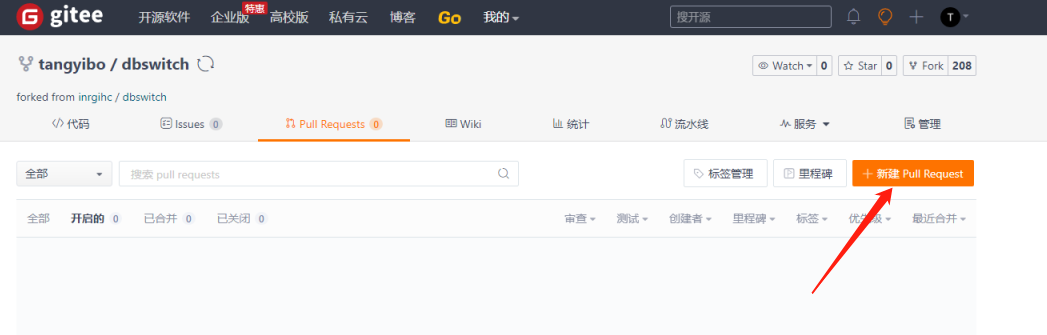 gitee 开源软件 企业版 特惠 高校版 私有云 博客 Go 我的 搜开源 T
tangyibo / dbswitch Watch 0 Star 0 Fork 208
forked from inrgihc / dbswitch
代码 Issues 0 Pull Requests 0 Wiki 统计 流水线 服务 管理
全部 搜索 pull requests 标签管理 里程碑 + 新建 Pull Request
全部 开启的 0 已合并 0 已关闭 0 审查 测试 创建者 里程碑 标签 优先级 最近合并